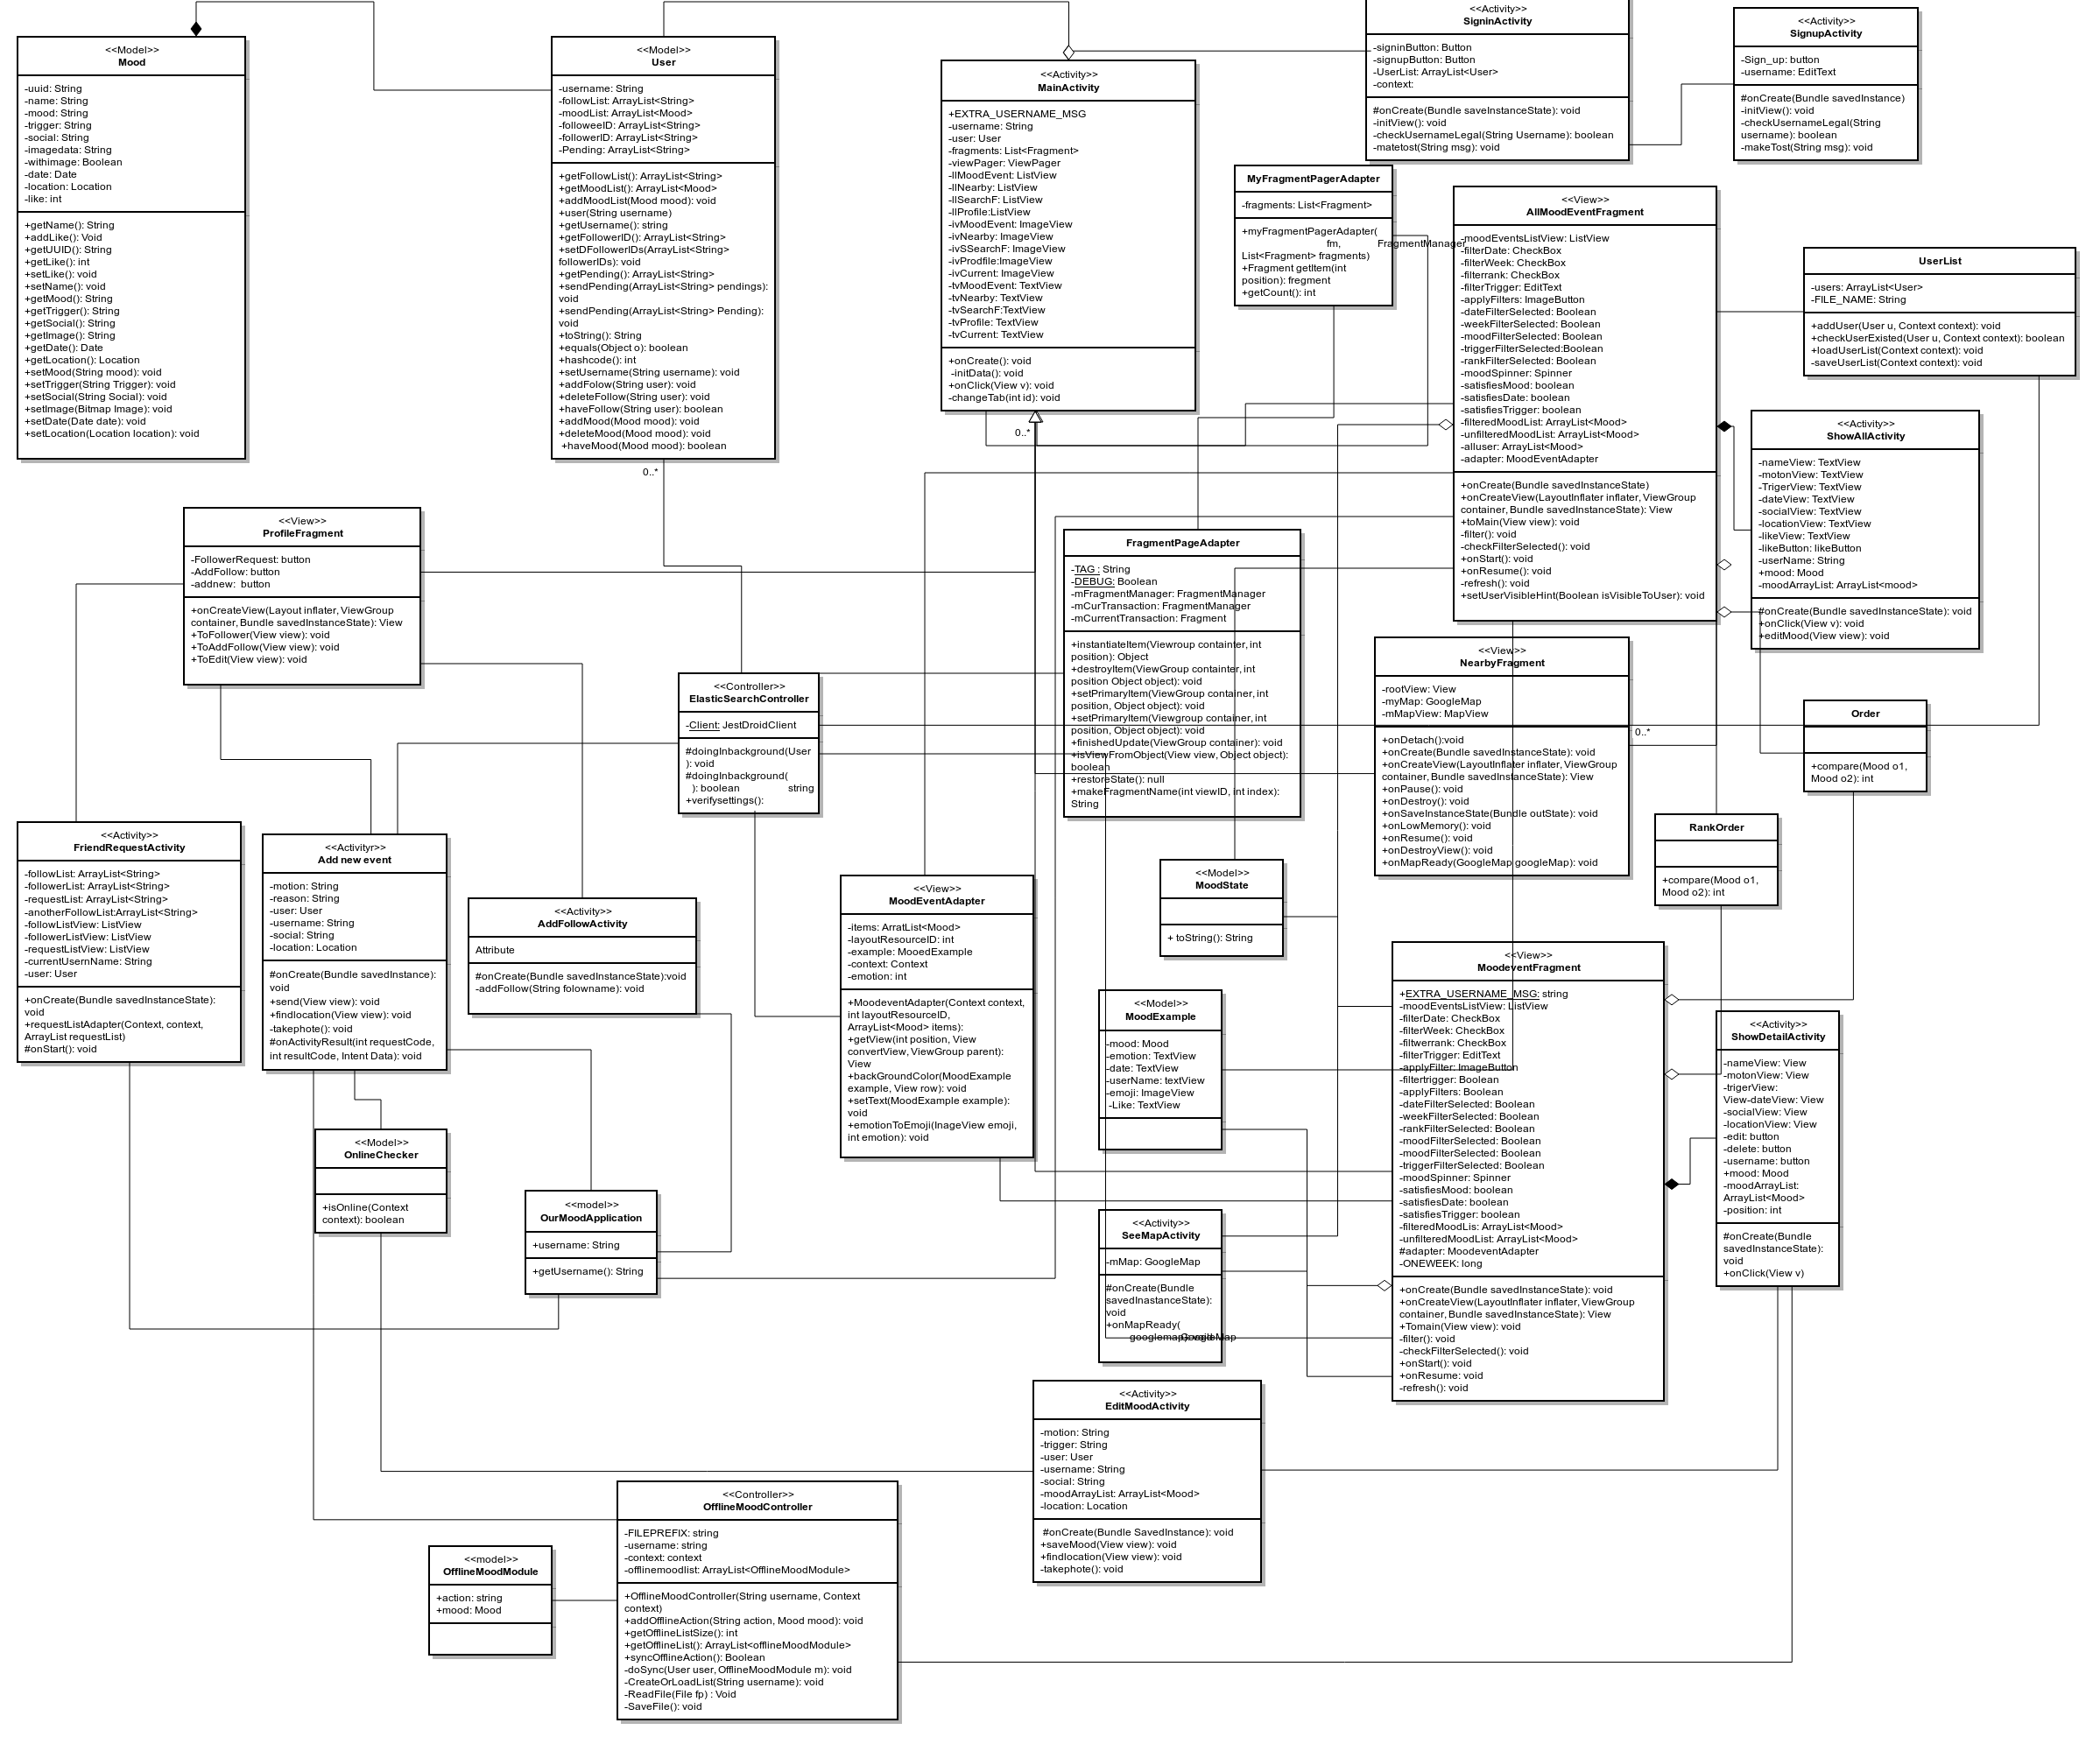 <<Model>>
Mood
-uuid: String
-name: String
-mood: String
-trigger: String
-social: String
-imagedata: String
-withimage: Boolean
-date: Date
-location: Location
-like: int
+getName(): String
+addLike(): Void
+getUUID(): String
+getLike(): int
+setLike(): void
+setName(): void
+getMood(): String
+getTrigger(): String
+getSocial(): String
+getImage(): String
+getDate(): Date
+getLocation(): Location
+setMood(String mood): void
+setTrigger(String Trigger): void
+setSocial(String Social): void
+setImage(Bitmap Image): void
+setDate(Date date): void
+setLocation(Location location): void
<<Model>>
User
-username: String
-followList: ArrayList<String>
-moodList: ArrayList<Mood>
-followeeID: ArrayList<String>
-followerID: ArrayList<String>
-Pending: ArrayList<String>
+getFollowList(): ArrayList<String>
+getMoodList(): ArrayList<Mood>
+addMoodList(Mood mood): void
+user(String username)
+getUsername(): string
+getFollowerID(): ArrayList<String>
+setDFollowerIDs(ArrayList<String>
followerIDs): void
+getPending(): ArrayList<String>
+sendPending(ArrayList<String> pendings):
void
+sendPending(ArrayList<String> Pending):
void
+toString(): String
+equals(Object o): boolean
+hashcode(): int
+setUsername(String username): void
+addFolow(String user): void
+deleteFollow(String user): void
+haveFollow(String user): boolean
+addMood(Mood mood): void
+deleteMood(Mood mood): void
+haveMood(Mood mood): boolean
0..*
<<Activity>>
MainActivity
+EXTRA_USERNAME_MSG
-username: String
-user: User
-fragments: List<Fragment>
-viewPager: ViewPager
-llMoodEvent: ListView
-llNearby: ListView
-llSearchF: ListView
-llProfile:ListView
-ivMoodEvent: ImageView
-ivNearby: ImageView
-ivSSearchF: ImageView
-ivProdfile:ImageView
-ivCurrent: ImageView
-tvMoodEvent: TextView
-tvNearby: TextView
-tvSearchF:TextView
-tvProfile: TextView
-tvCurrent: TextView
+onCreate(): void
-initData(): void
+onClick(View v): void
-changeTab(int id): void
0..*
<<Activity>>
SigninActivity
-signinButton: Button
-signupButton: Button
-UserList: ArrayList<User>
-context:
#onCreate(Bundle saveInstanceState): void
-initView(): void
-checkUsernameLegal(String Username): boolean
-matetost(String msg): void
<<Activity>>
SignupActivity
-Sign_up: button
-username: EditText
#onCreate(Bundle savedInstance)
-initView(): void
-checkUsernameLegal(String
username): boolean
-makeTost(String msg): void
MyFragmentPagerAdapter
-fragments: List<Fragment>
+myFragmentPagerAdapter(
fm, FragmentManager
List<Fragment> fragments)
+Fragment getItem(int
position): fregment
+getCount(): int
<<View>>
AllMoodEventFragment
-moodEventsListView: ListView
-filterDate: CheckBox
-filterWeek: CheckBox
-filterrank: CheckBox
-filterTrigger: EditText
-applyFilters: ImageButton
-dateFilterSelected: Boolean
-weekFilterSelected: Boolean
-moodFilterSelected: Boolean
-triggerFilterSelected:Boolean
-rankFilterSelected: Boolean
-moodSpinner: Spinner
-satisfiesMood: boolean
-satisfiesDate: boolean
-satisfiesTrigger: boolean
-filteredMoodList: ArrayList<Mood>
-unfilteredMoodList: ArrayList<Mood>
-alluser: ArrayList<Mood>
-adapter: MoodEventAdapter
+onCreate(Bundle savedInstanceState)
+onCreateView(LayoutInflater inflater, ViewGroup
container, Bundle savedInstanceState): View
+toMain(View view): void
-filter(): void
-checkFilterSelected(): void
+onStart(): void
+onResume(): void
-refresh(): void
+setUserVisibleHint(Boolean isVisibleToUser): void
UserList
-users: ArrayList<User>
-FILE_NAME: String
+addUser(User u, Context context): void
+checkUserExisted(User u, Context context): boolean
+loadUserList(Context context): void
-saveUserList(Context context): void
<<Activity>>
ShowAllActivity
-nameView: TextView
-motonView: TextView
-TrigerView: TextView
-dateView: TextView
-socialView: TextView
-locationView: TextView
-likeView: TextView
-likeButton: likeButton
-userName: String
+mood: Mood
-moodArrayList: ArrayList<mood>
#onCreate(Bundle savedInstanceState): void
+onClick(View v): void
+editMood(View view): void
<<View>>
ProfileFragment
-FollowerRequest: button
-AddFollow: button
-addnew: button
+onCreateView(Layout inflater, ViewGroup
container, Bundle savedInstanceState): View
+ToFollower(View view): void
+ToAddFollow(View view): void
+ToEdit(View view): void
FragmentPageAdapter
-TAG : String
-DEBUG: Boolean
-mFragmentManager: FragmentManager
-mCurTransaction: FragmentManager
-mCurrentTransaction: Fragment
+instantiateItem(Viewroup containter, int
position): Object
+destroyItem(ViewGroup containter, int
position Object object): void
+setPrimaryItem(ViewGroup container, int
position, Object object): void
+setPrimaryItem(Viewgroup container, int
position, Object object): void
+finishedUpdate(ViewGroup container): void
+isViewFromObject(View view, Object object):
boolean
+restoreState(): null
+makeFragmentName(int viewID, int index):
String
<<Controller>>
ElasticSearchController
-Client: JestDroidClient
#doingInbackground(User
): void
#doingInbackground(
): boolean string
+verifysettings():
<<View>>
NearbyFragment
-rootView: View
-myMap: GoogleMap
-mMapView: MapView
+onDetach():void
+onCreate(Bundle savedInstanceState): void
+onCreateView(LayoutInflater inflater, ViewGroup
container, Bundle savedInstanceState): View
+onPause(): void
+onDestroy(): void
+onSaveInstanceState(Bundle outState): void
+onLowMemory(): void
+onResume(): void
+onDestroyView(): void
+onMapReady(GoogleMap googleMap): void
0..*
Order
+compare(Mood o1,
Mood o2): int
RankOrder
+compare(Mood o1,
Mood o2): int
<<Activity>>
FriendRequestActivity
-followList: ArrayList<String>
-followerList: ArrayList<String>
-requestList: ArrayList<String>
-anotherFollowList:ArrayList<String>
-followListView: ListView
-followerListView: ListView
-requestListView: ListView
-currentUsernName: String
-user: User
+onCreate(Bundle savedInstanceState):
void
+requestListAdapter(Context, context,
ArrayList requestList)
#onStart(): void
<<Activityr>>
Add new event
-motion: String
-reason: String
-user: User
-username: String
-social: String
-location: Location
#onCreate(Bundle savedInstance):
void
+send(View view): void
+findlocation(View view): void
-takephote(): void
#onActivityResult(int requestCode,
int resultCode, Intent Data): void
<<Activity>>
AddFollowActivity
Attribute
#onCreate(Bundle savedInstanceState):void
-addFollow(String folowname): void
<<View>>
MoodEventAdapter
-items: ArratList<Mood>
-layoutResourceID: int
-example: MooedExample
-context: Context
-emotion: int
+MoodeventAdapter(Context context,
int layoutResourceID,
ArrayList<Mood> items):
+getView(int position, View
convertView, ViewGroup parent):
View
+backGroundColor(MoodExample
example, View row): void
+setText(MoodExample example):
void
+emotionToEmoji(InageView emoji,
int emotion): void
<<Model>>
MoodState
+ toString(): String
<<Model>>
MoodExample
-mood: Mood
-emotion: TextView
-date: TextView
-userName: textView
-emoji: ImageView
-Like: TextView
<<View>>
MoodeventFragment
+EXTRA_USERNAME_MSG: string
-moodEventsListView: ListView
-filterDate: CheckBox
-filterWeek: CheckBox
-filtwerrank: CheckBox
-filterTrigger: EditText
-applyFilter: ImageButton
-filtertrigger: Boolean
-applyFilters: Boolean
-dateFilterSelected: Boolean
-weekFilterSelected: Boolean
-rankFilterSelected: Boolean
-moodFilterSelected: Boolean
-moodFilterSelected: Boolean
-triggerFilterSelected: Boolean
-moodSpinner: Spinner
-satisfiesMood: boolean
-satisfiesDate: boolean
-satisfiesTrigger: boolean
-filteredMoodLis: ArrayList<Mood>
-unfilteredMoodList: ArrayList<Mood>
#adapter: MoodeventAdapter
-ONEWEEK: long
+onCreate(Bundle savedInstanceState): void
+onCreateView(LayoutInflater inflater, ViewGroup
container, Bundle savedInstanceState): View
+Tomain(View view): void
-filter(): void
-checkFilterSelected(): void
+onStart(): void
+onResume: void
-refresh(): void
<<Activity>>
ShowDetailActivity
-nameView: View
-motonView: View
-trigerView:
View-dateView: View
-socialView: View
-locationView: View
-edit: button
-delete: button
-username: button
+mood: Mood
-moodArrayList:
ArrayList<Mood>
-position: int
#onCreate(Bundle
savedInstanceState):
void
+onClick(View v)
<<Model>>
OnlineChecker
+isOnline(Context
context): boolean
<<model>>
OurMoodApplication
+username: String
+getUsername(): String
<<Activity>>
SeeMapActivity
-mMap: GoogleMap
#onCreate(Bundle
savedInastanceState):
void
+onMapReady(
googlemap): void GoogleMap
<<Activity>>
EditMoodActivity
-motion: String
-trigger: String
-user: User
-username: String
-social: String
-moodArrayList: ArrayList<Mood>
-location: Location
#onCreate(Bundle SavedInstance): void
+saveMood(View view): void
+findlocation(View view): void
-takephote(): void
<<Controller>>
OfflineMoodController
-FILEPREFIX: string
-username: string
-context: context
-offlinemoodlist: ArrayList<OfflineMoodModule>
+OfflineMoodController(String username, Context
context)
+addOfflineAction(String action, Mood mood): void
+getOfflineListSize(): int
+getOfflineList(): ArrayList<offlineMoodModule>
+syncOfflineAction(): Boolean
-doSync(User user, OfflineMoodModule m): void
-CreateOrLoadList(String username): void
-ReadFile(File fp) : Void
-SaveFile(): void
<<model>>
OfflineMoodModule
+action: string
+mood: Mood